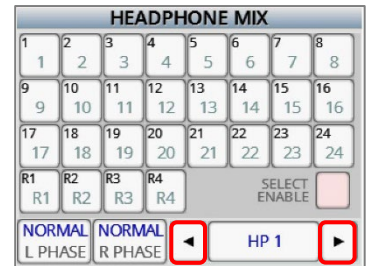 HEADPHONE MIX
1 2 3 4 5 6 7 8
1 2 3 4 5 6 7 8
9 10 11 12 13 14 15 16
9 10 11 12 13 14 15 16
17 18 19 20 21 22 23 24
17 18 19 20 21 22 23 24
R1 R2 R3 R4
R1 R2 R3 R4
SELECT
ENABLE
NORMAL NORMAL
L PHASE R PHASE
◄ HP 1 ►